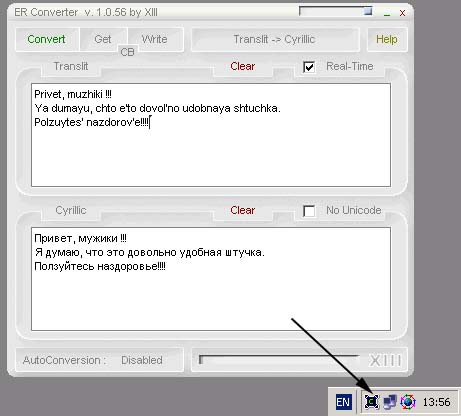 ER Converter v. 1.0.56 by XIII _ x
Convert Get Write Translit -> Cyrillic Help
CB
Translit Clear Real-Time
Privet, muzhiki !!!
Ya dumayu, chto e'to dovol'no udobnaya shtuchka.
Polzuytes' nazdorov'e!!!!
Cyrillic Clear No Unicode
Привет, мужики !!!
Я думаю, что это довольно удобная штучка.
Ползуйтесь наздоровье!!!!
AutoConversion : Disabled XIII
EN 13:56